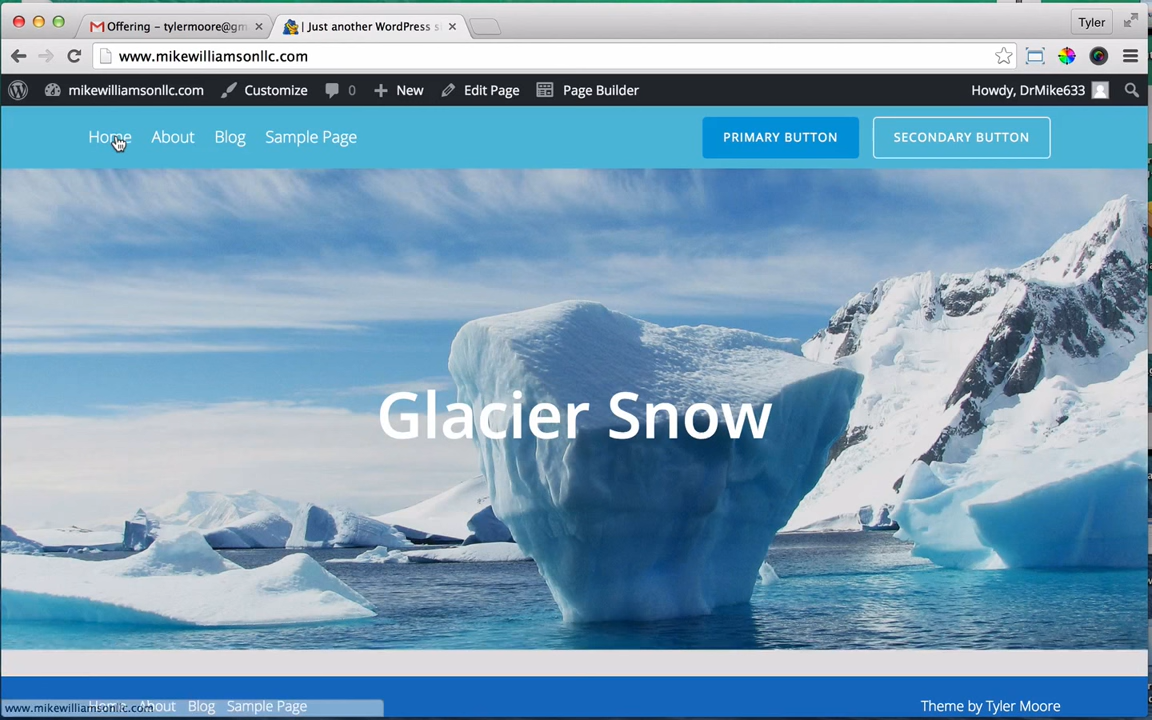 Offering – tylermoore@gm
| Just another WordPress s
Tyler
www.mikewilliamsonllc.com
mikewilliamsonllc.com
Customize
0
New
Edit Page
Page Builder
Howdy, DrMike633
Home
About
Blog
Sample Page
PRIMARY BUTTON
SECONDARY BUTTON
Glacier Snow
www.mikewilliamsonllc.com
About
Blog
Sample Page
Theme by Tyler Moore